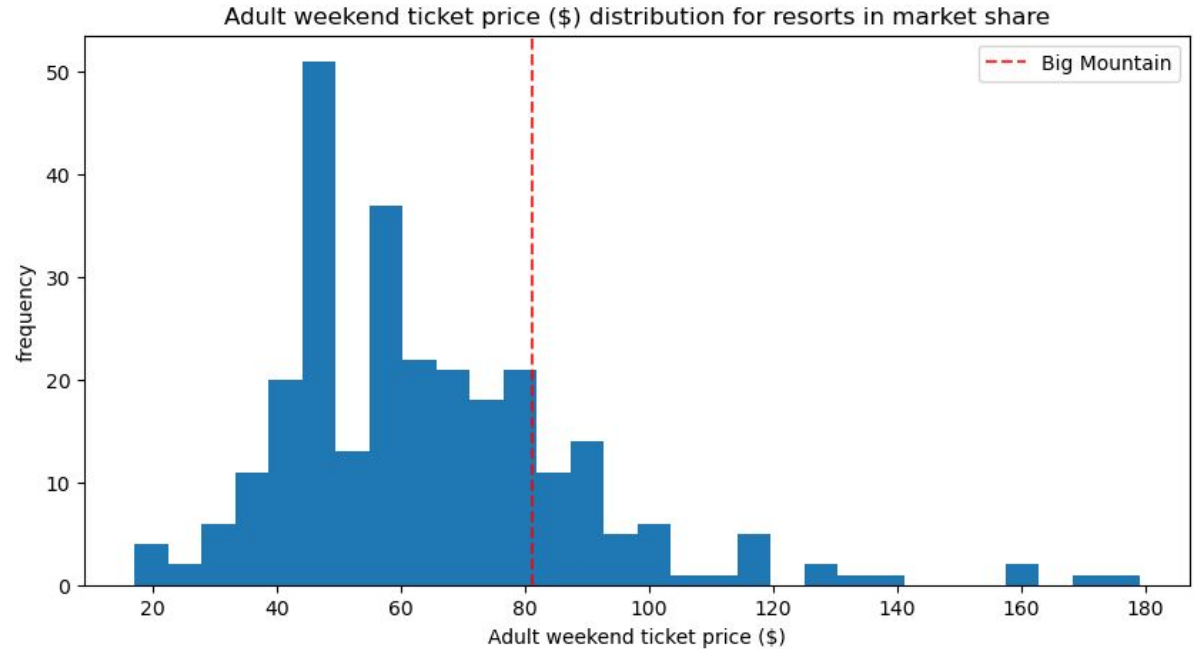 Adult weekend ticket price ($) distribution for resorts in market share
Big Mountain
50
40
30
20
10
0
frequency
20 40 60 80 100 120 140 160 180
Adult weekend ticket price ($)